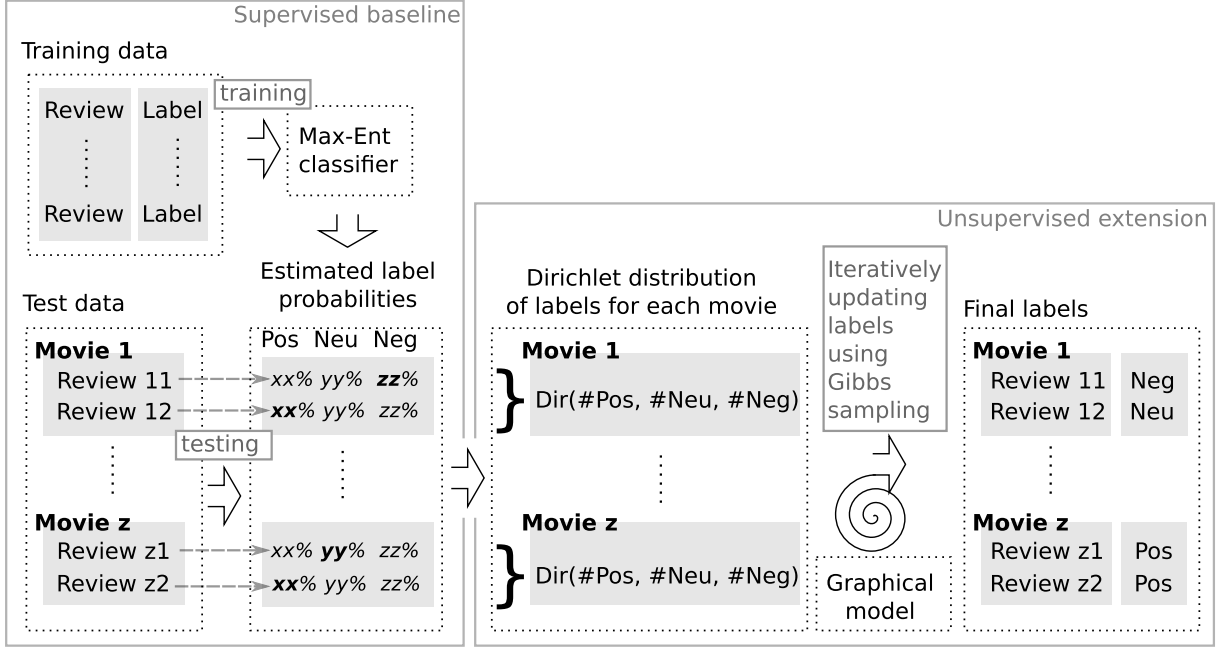 Supervised baseline
Training data
Review Label
Review Label
training
Max-Ent
classifier
Estimated label
probabilities
Test data
Pos Neu Neg
Movie 1
Review 11 xx% yy% zz%
Review 12 xx% yy% zz%
testing
Movie z
Review z1 xx% yy% zz%
Review z2 xx% yy% zz%
Unsupervised extension
Dirichlet distribution
of labels for each movie
Movie 1
Dir(#Pos, #Neu, #Neg)
Movie z
Dir(#Pos, #Neu, #Neg)
Iteratively
updating
labels
using
Gibbs
sampling
Graphical
model
Final labels
Movie 1
Review 11 Neg
Review 12 Neu
Movie z
Review z1 Pos
Review z2 Pos